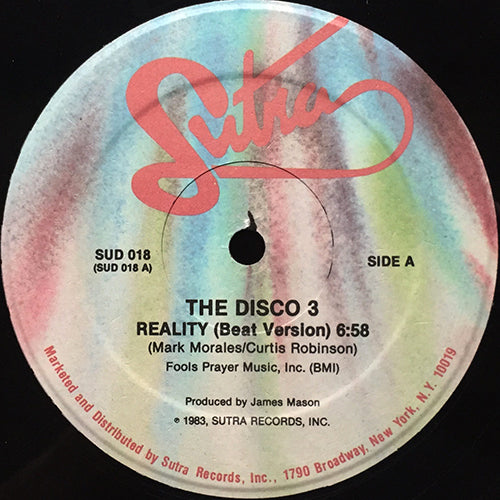 Sutra
SUD 018
(SUD 018 A)
SIDE A
THE DISCO 3
REALITY (Beat Version) 6:58
(Mark Morales/Curtis Robinson)
Fools Prayer Music, Inc. (BMI)
Produced by James Mason
℗ 1983, SUTRA RECORDS, INC.
Marketed and Distributed by Sutra Records, Inc., 1790 Broadway, New York, N.Y. 10019